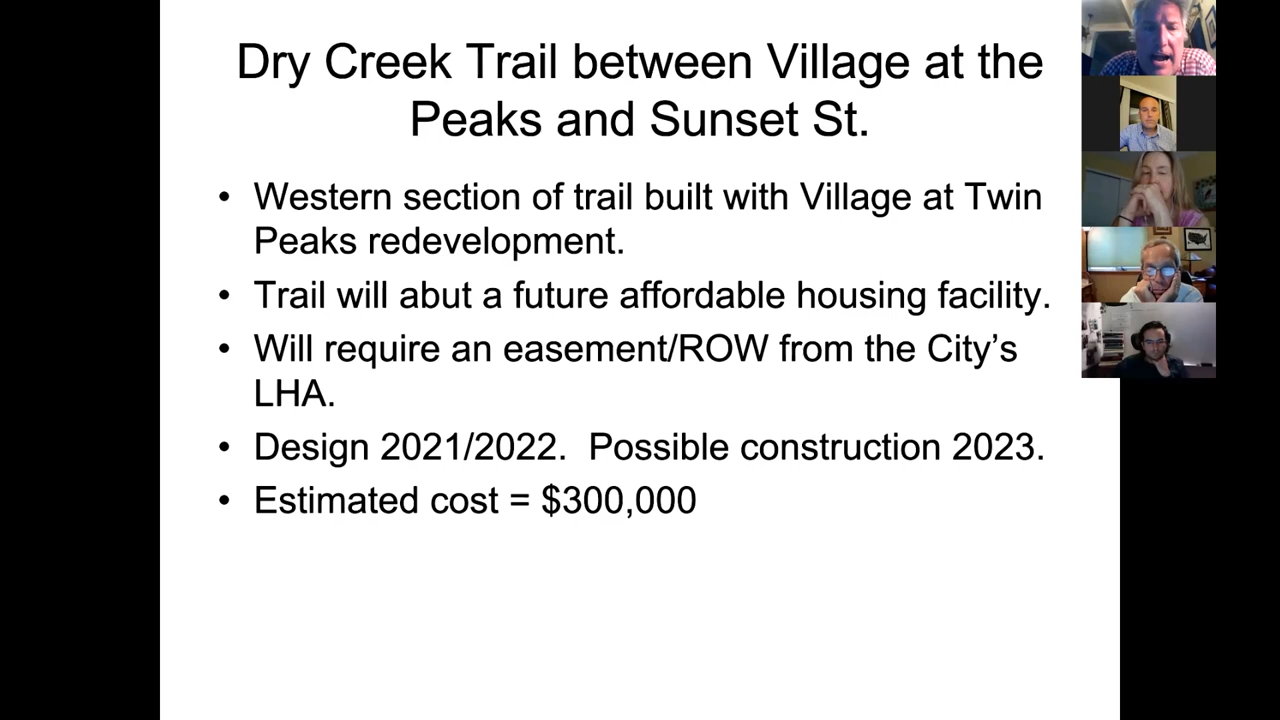 Dry Creek Trail between Village at the
Peaks and Sunset St.
• Western section of trail built with Village at Twin
Peaks redevelopment.
• Trail will abut a future affordable housing facility.
• Will require an easement/ROW from the City’s
LHA.
• Design 2021/2022.  Possible construction 2023.
• Estimated cost = $300,000